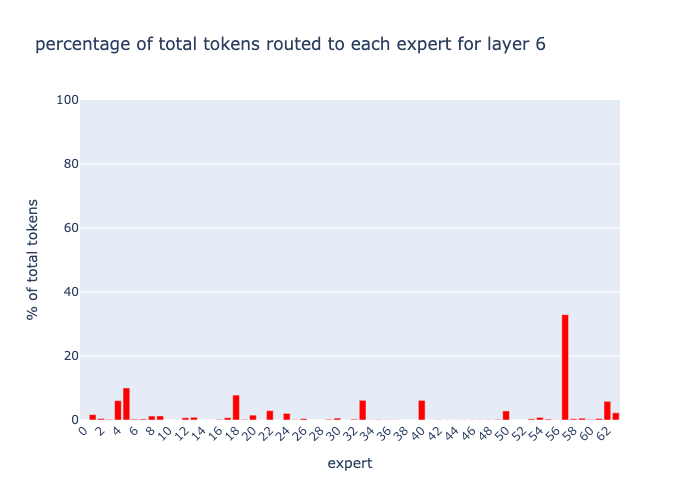 percentage of total tokens routed to each expert for layer 6
100
80
60
40
20
0
% of total tokens
0 2 4 6 8 10 12 14 16 18 20 22 24 26 28 30 32 34 36 38 40 42 44 46 48 50 52 54 56 58 60 62
expert